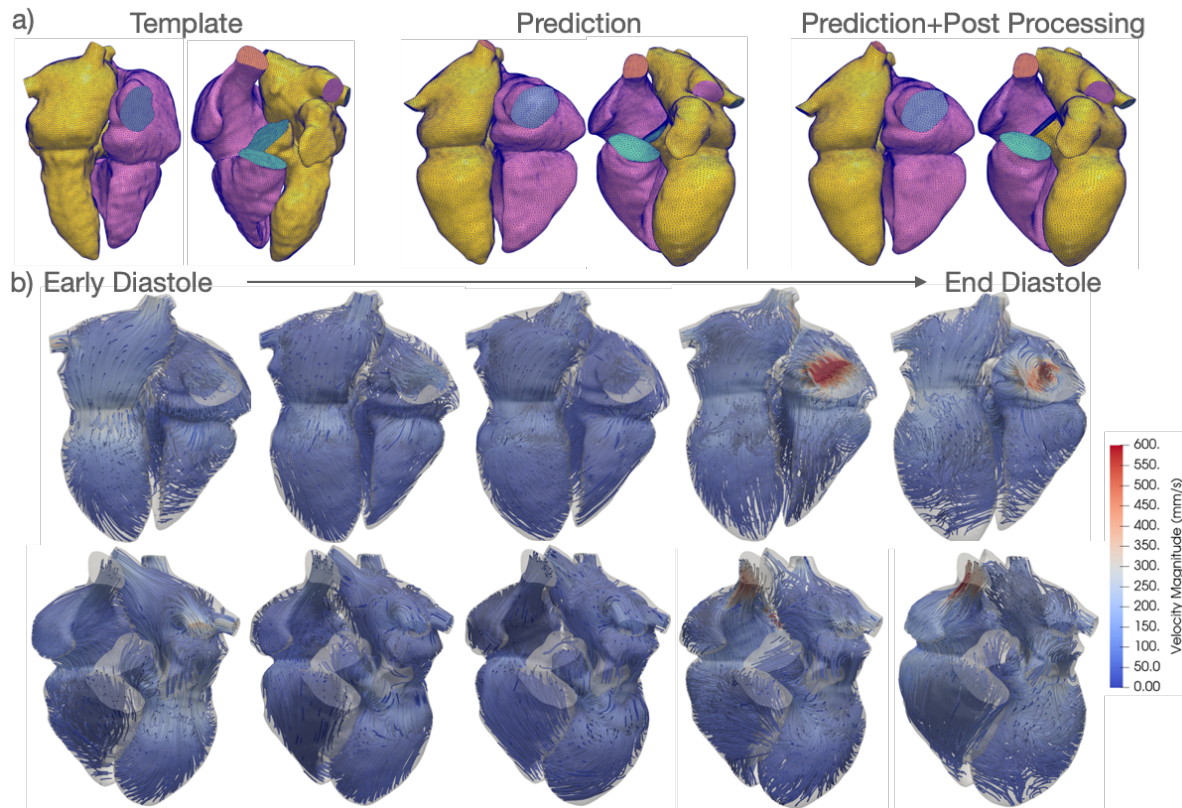 a)
Template
Prediction
Prediction+Post Processing
b)
Early Diastole
End Diastole
600.
550.
500.
450.
400.
350.
300.
250.
200.
150.
100.
50.0
0.00
Velocity Magnitude (mm/s)